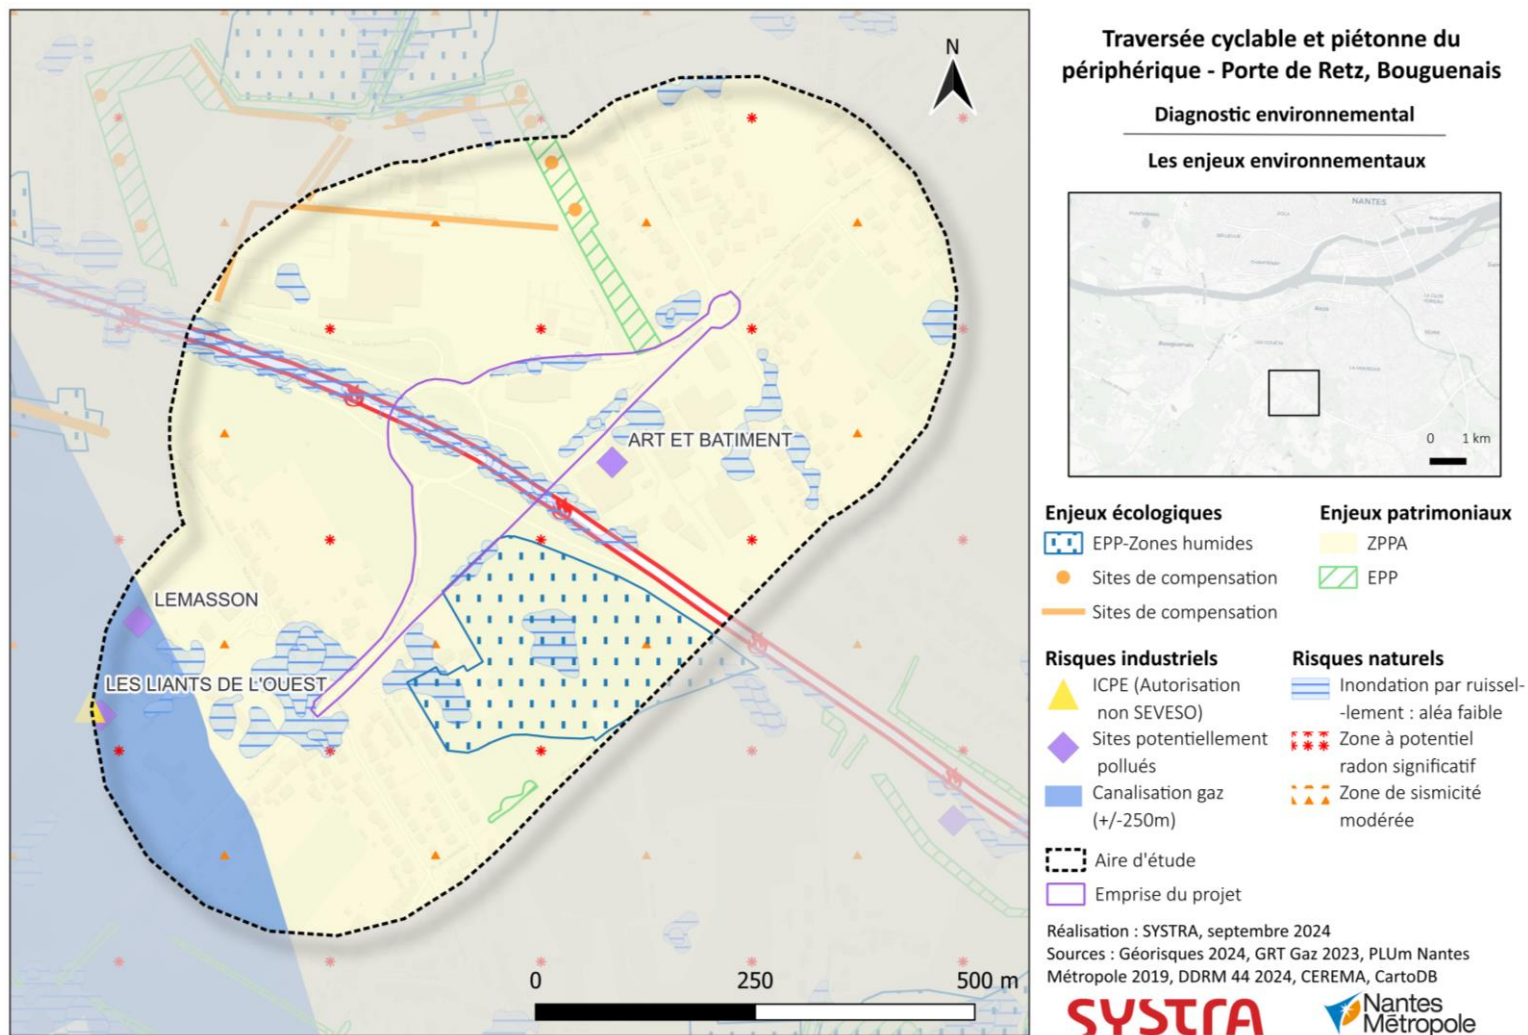 N
ART ET BATIMENT
LEMASSON
LES LIANTS DE L'OUEST
0 250 500 m
Traversée cyclable et piétonne du
périphérique - Porte de Retz, Bouguenais
Diagnostic environnemental
Les enjeux environnementaux
NANTES
Bouguenais
0 1 km
Enjeux écologiques
EPP-Zones humides
Sites de compensation
Sites de compensation
Enjeux patrimoniaux
ZPPA
EPP
Risques industriels
ICPE (Autorisation
non SEVESO)
Sites potentiellement
pollués
Canalisation gaz
(+/-250m)
Risques naturels
Inondation par ruissel-
-lement : aléa faible
Zone à potentiel
radon significatif
Zone de sismicité
modérée
Aire d'étude
Emprise du projet
Réalisation : SYSTRA, septembre 2024
Sources : Géorisques 2024, GRT Gaz 2023, PLUm Nantes
Métropole 2019, DDRM 44 2024, CEREMA, CartoDB
SYSTRA
Nantes
Métropole